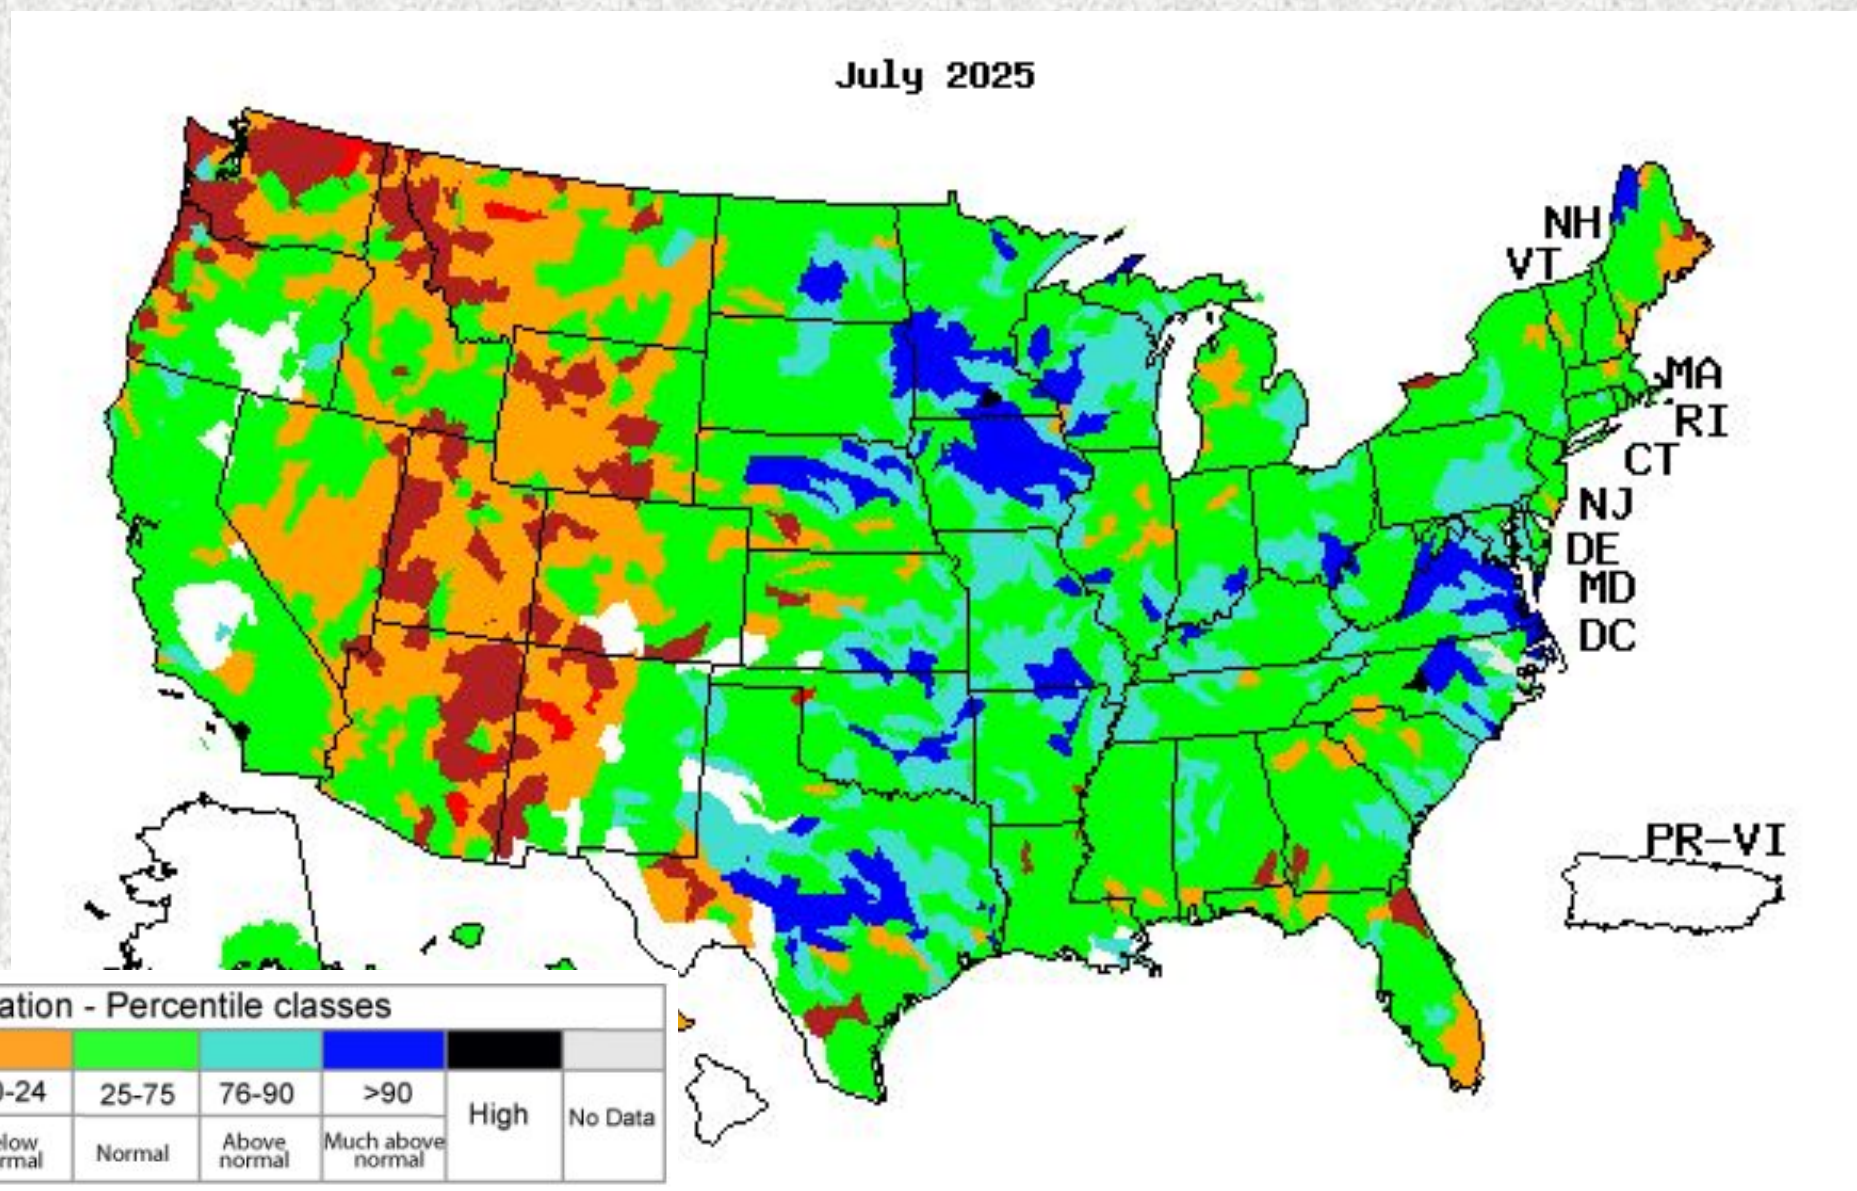 July 2025
NH
VT
MA
RI
CT
NJ
DE
MD
DC
PR-VI
ation - Percentile classes
0-24 25-75 76-90 >90 High No Data
elow
rmal
Normal
Above
normal
Much above
normal